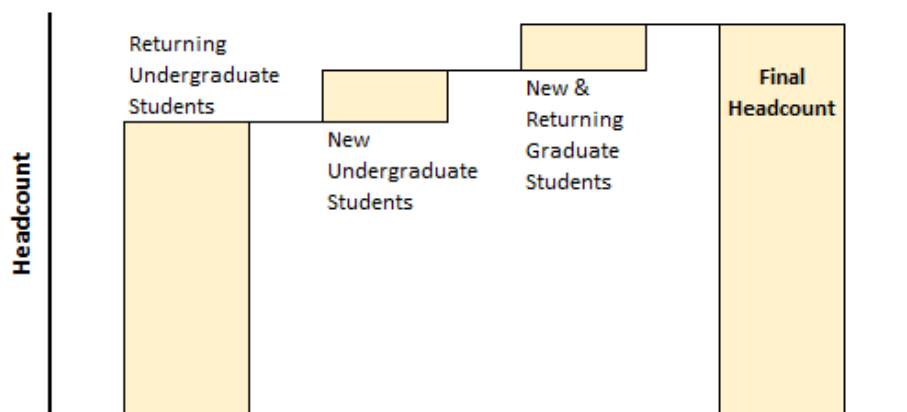 Returning
Undergraduate
Students
New
Undergraduate
Students
New &
Returning
Graduate
Students
Final
Headcount
Headcount